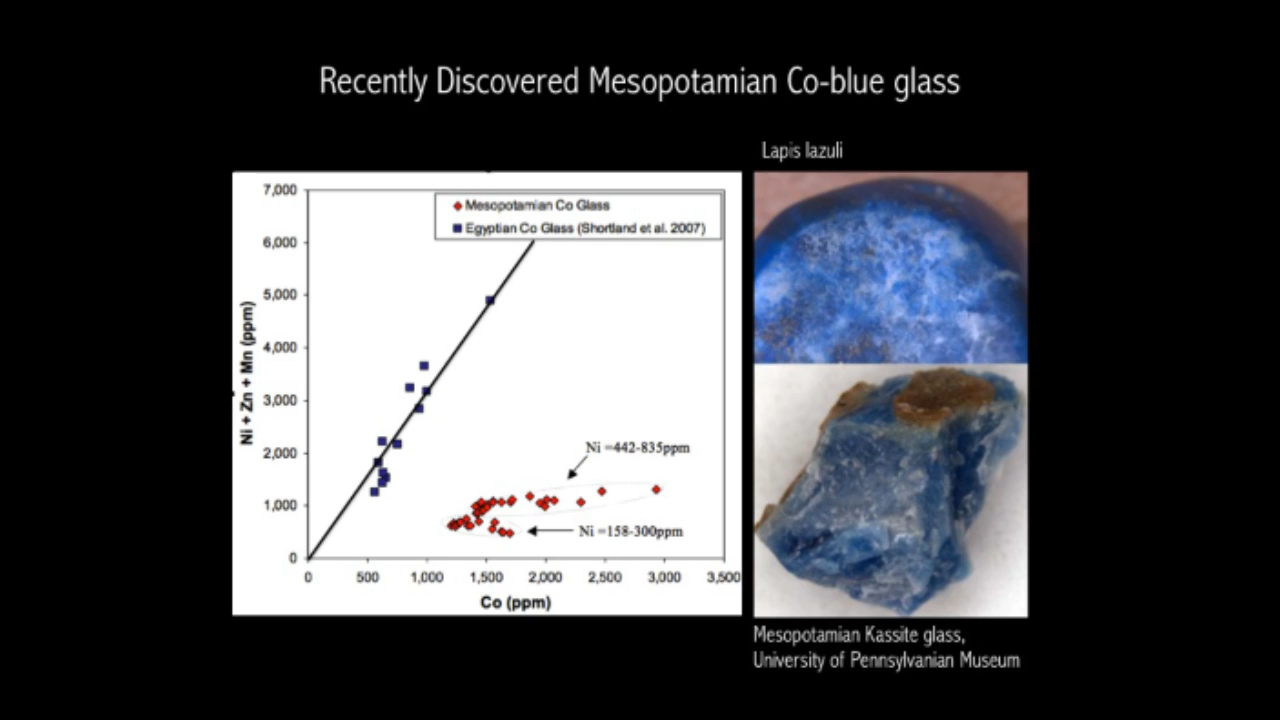 Recently Discovered Mesopotamian Co-blue glass
Lapis lazuli
7,000
6,000
5,000
4,000
3,000
2,000
1,000
0
Ni + Zn + Mn (ppm)
Mesopotamian Co Glass
Egyptian Co Glass (Shortland et al. 2007)
Ni =442-835ppm
Ni =158-300ppm
0 500 1,000 1,500 2,000 2,500 3,000 3,500
Co (ppm)
Mesopotamian Kassite glass,
University of Pennsylvanian Museum